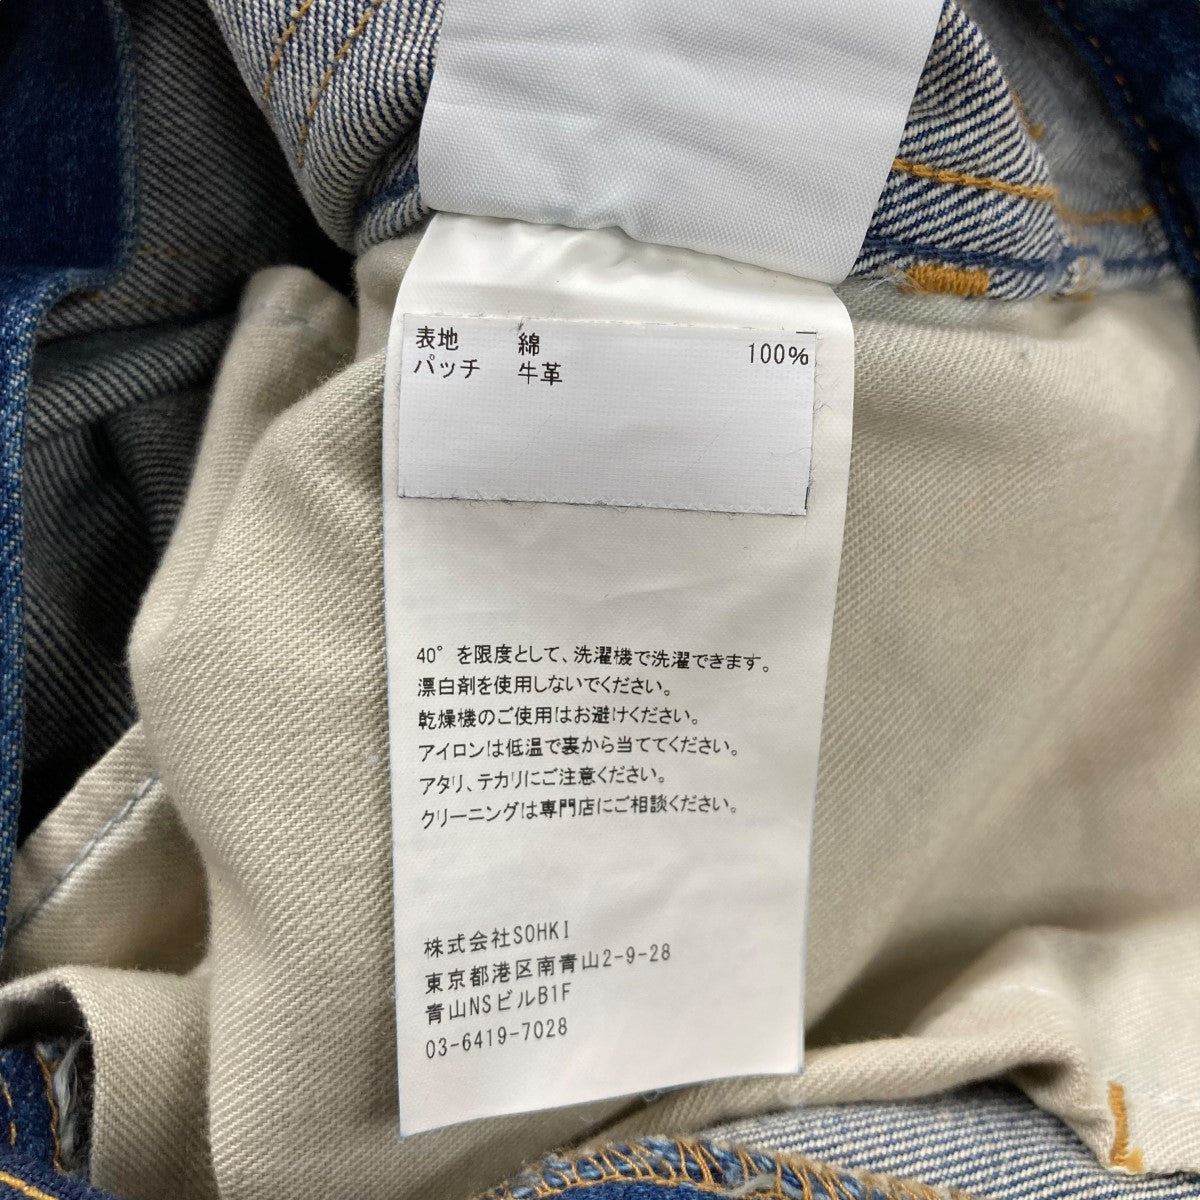 表地 綿 100%
パッチ 牛革
40°を限度として、洗濯機で洗濯できます。
漂白剤を使用しないでください。
乾燥機のご使用はお避けください。
アイロンは低温で裏から当ててください。
アタリ、テカリにご注意ください。
クリーニングは専門店にご相談ください。
株式会社SOHKI
東京都港区南青山2-9-28
青山NSビルB1F
03-6419-7028